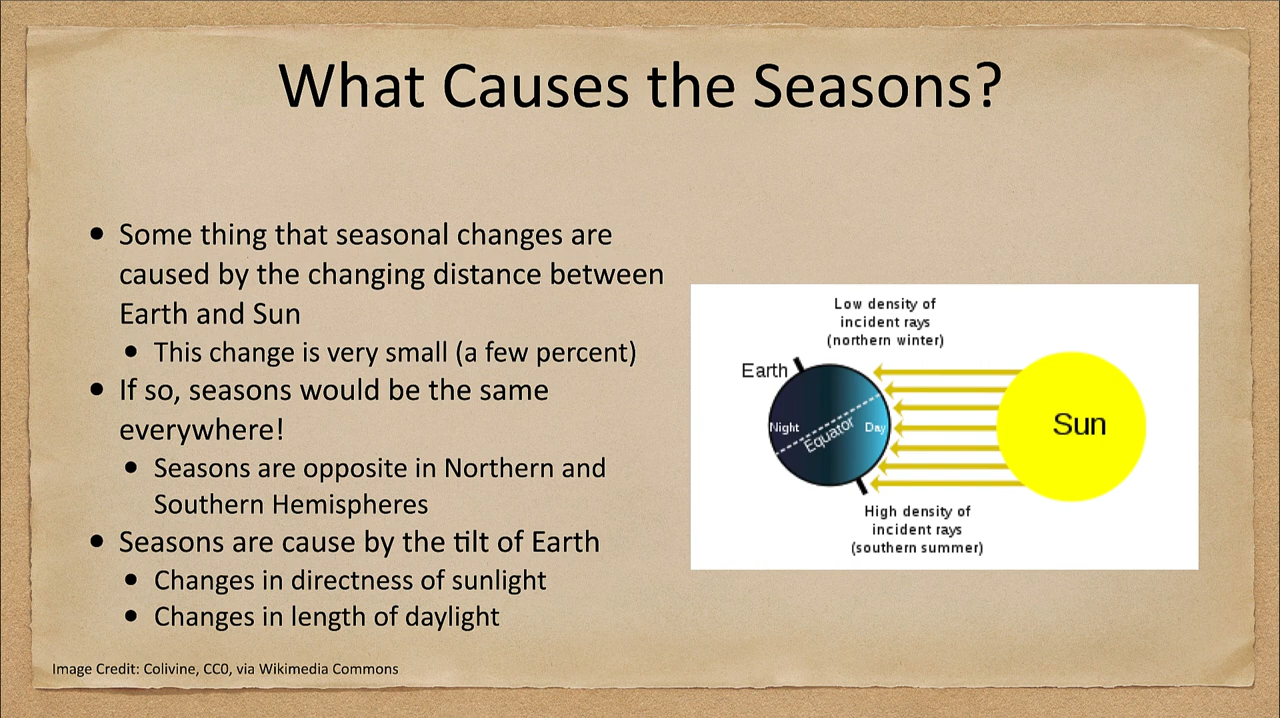 What Causes the Seasons?
• Some thing that seasonal changes are
caused by the changing distance between
Earth and Sun
• This change is very small (a few percent)
• If so, seasons would be the same
everywhere!
• Seasons are opposite in Northern and
Southern Hemispheres
• Seasons are cause by the tilt of Earth
• Changes in directness of sunlight
• Changes in length of daylight
Low density of
incident rays
(northern winter)
Earth
Night
Equator
Day
Sun
High density of
incident rays
(southern summer)
Image Credit: Colivine, CC0, via Wikimedia Commons